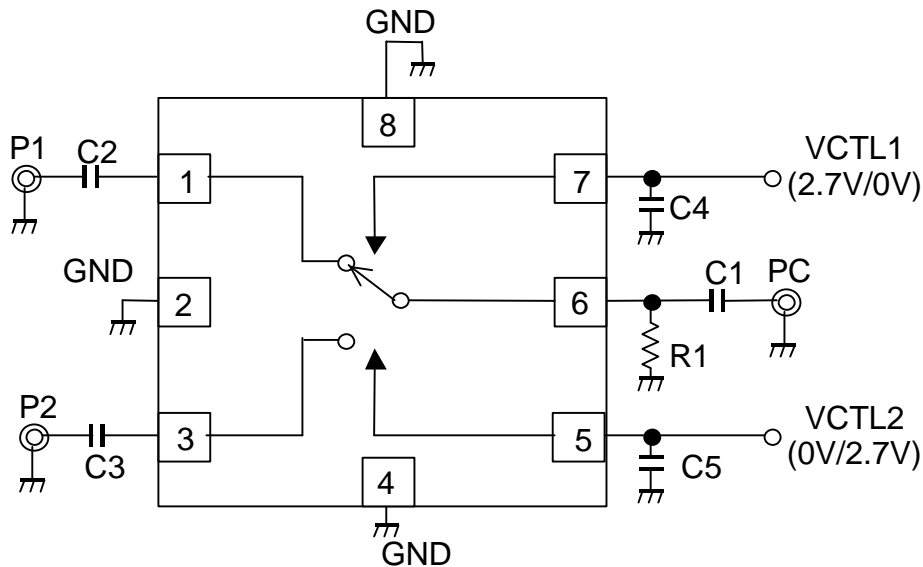 GND
8
P1
C2
1
7
VCTL1
(2.7V/0V)
C4
GND
2
6
C1
PC
R1
P2
C3
3
5
VCTL2
(0V/2.7V)
C5
4
GND